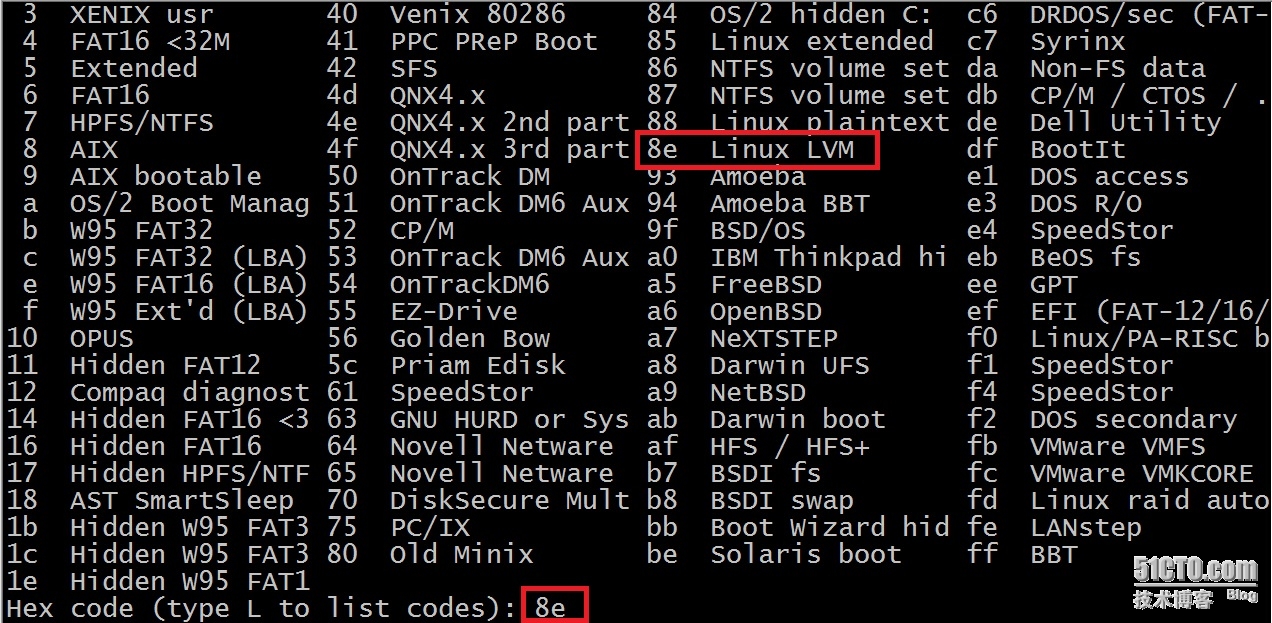 3 XENIX usr 40 Venix 80286 84 OS/2 hidden C: c6 DRDOS/sec (FAT-
4 FAT16 <32M 41 PPC PReP Boot 85 Linux extended c7 Syrinx
5 Extended 42 SFS 86 NTFS volume set da Non-FS data
6 FAT16 4d QNX4.x 87 NTFS volume set db CP/M / CTOS / .
7 HPFS/NTFS 4e QNX4.x 2nd part 88 Linux plaintext de Dell Utility
8 AIX 4f QNX4.x 3rd part 8e Linux LVM df BootIt
9 AIX bootable 50 OnTrack DM 93 Amoeba e1 DOS access
a OS/2 Boot Manag 51 OnTrack DM6 Aux 94 Amoeba BBT e3 DOS R/O
b W95 FAT32 52 CP/M 9f BSD/OS e4 SpeedStor
c W95 FAT32 (LBA) 53 OnTrack DM6 Aux a0 IBM Thinkpad hi eb BeOS fs
e W95 FAT16 (LBA) 54 OnTrackDM6 a5 FreeBSD ee GPT
f W95 Ext'd (LBA) 55 EZ-Drive a6 OpenBSD ef EFI (FAT-12/16/
10 OPUS 56 Golden Bow a7 NeXTSTEP f0 Linux/PA-RISC b
11 Hidden FAT12 5c Priam Edisk a8 Darwin UFS f1 SpeedStor
12 Compaq diagnost 61 SpeedStor a9 NetBSD f4 SpeedStor
14 Hidden FAT16 <3 63 GNU HURD or Sys ab Darwin boot f2 DOS secondary
16 Hidden FAT16 64 Novell Netware af HFS / HFS+ fb VMware VMFS
17 Hidden HPFS/NTF 65 Novell Netware b7 BSDI fs fc VMware VMKCORE
18 AST SmartSleep 70 DiskSecure Mult b8 BSDI swap fd Linux raid auto
1b Hidden W95 FAT3 75 PC/IX bb Boot Wizard hid fe LANstep
1c Hidden W95 FAT3 80 Old Minix be Solaris boot ff BBT
1e Hidden W95 FAT1
Hex code (type L to list codes): 8e
51CTO.com
技术博客 Blog